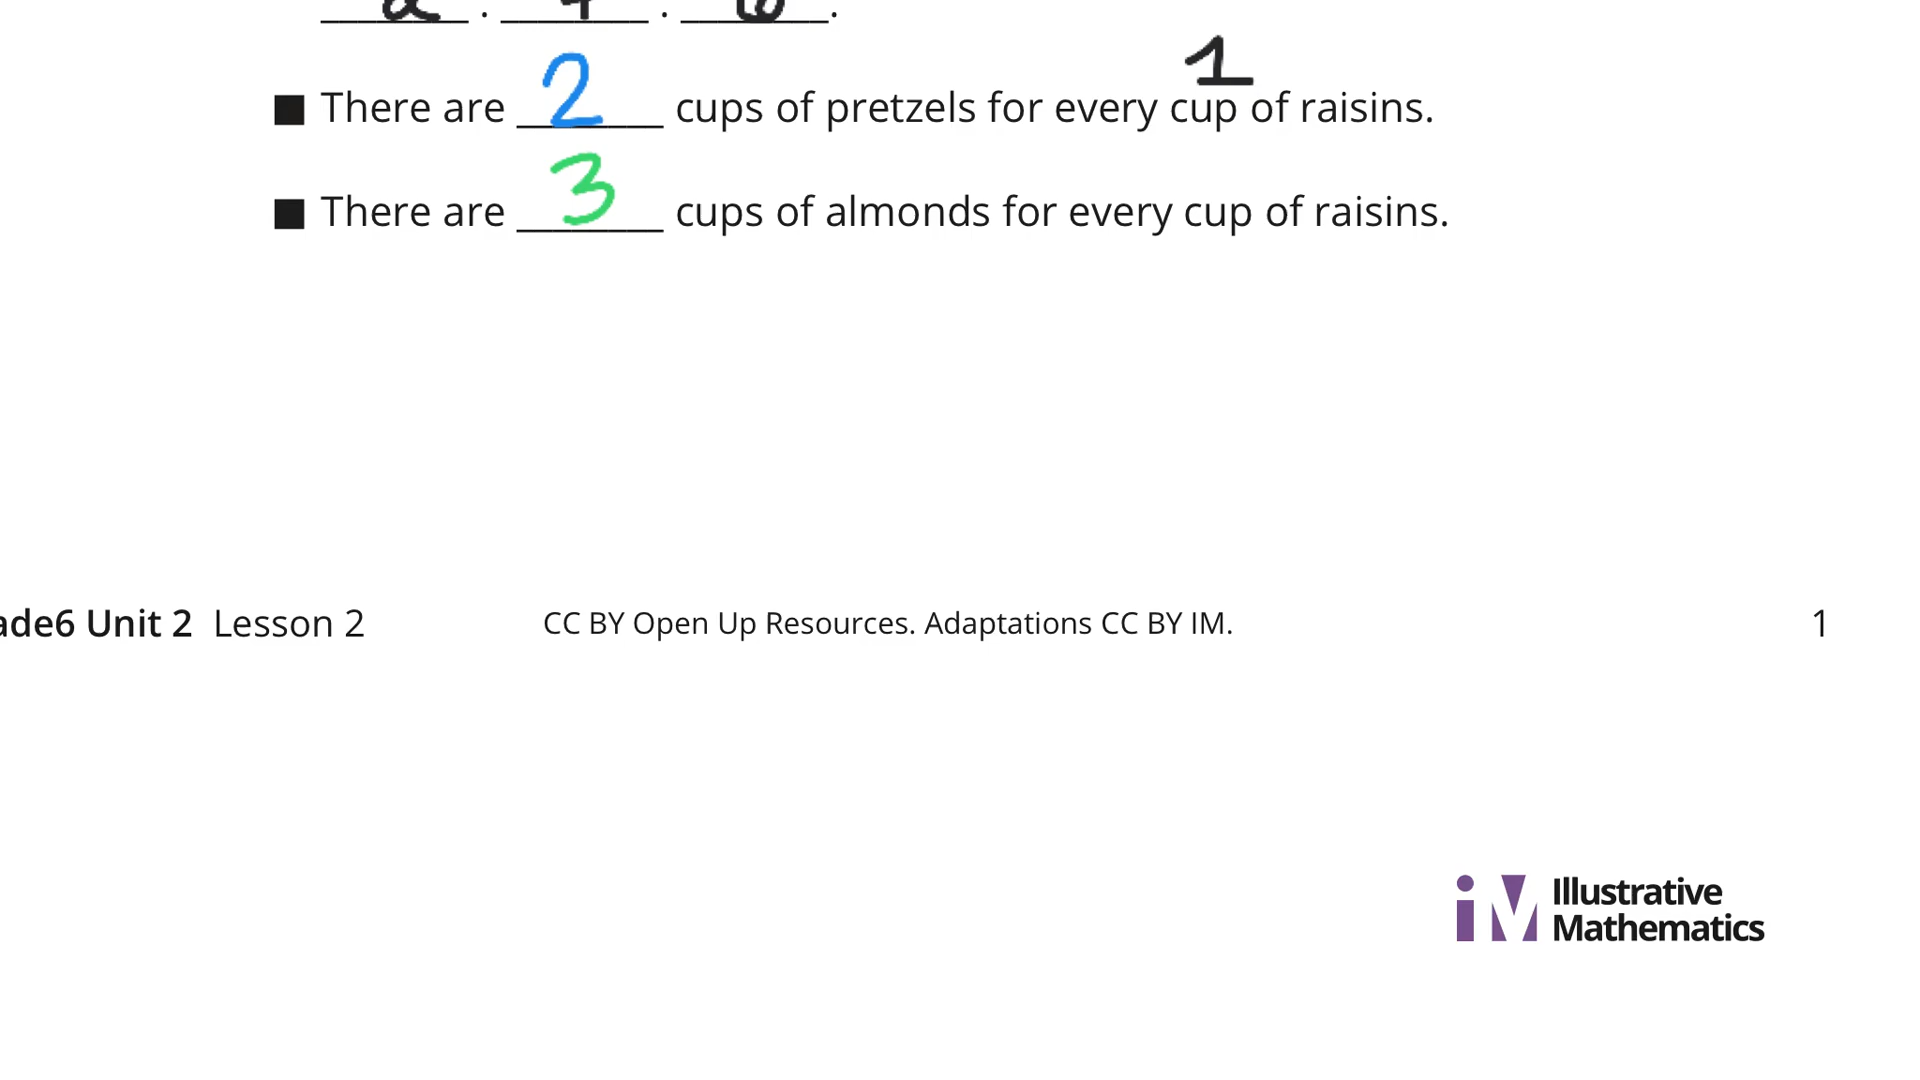 1
■ There are 2 cups of pretzels for every cup of raisins.
■ There are 3 cups of almonds for every cup of raisins.
ade6 Unit 2 Lesson 2 CC BY Open Up Resources. Adaptations CC BY IM. 1
Illustrative
Mathematics